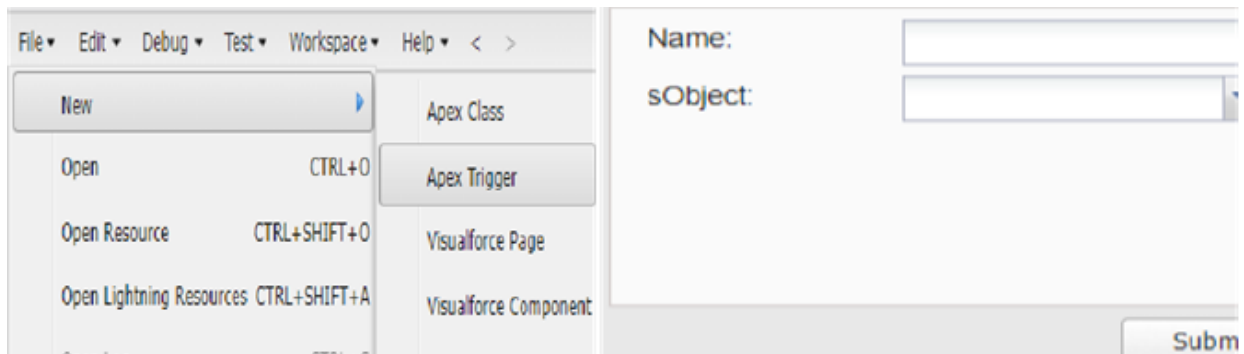 File Edit Debug Test Workspace Help < >
New
Open CTRL+O
Open Resource CTRL+SHIFT+O
Open Lightning Resources CTRL+SHIFT+A
Apex Class
Apex Trigger
Visualforce Page
Visualforce Component
Name:
sObject:
Subm